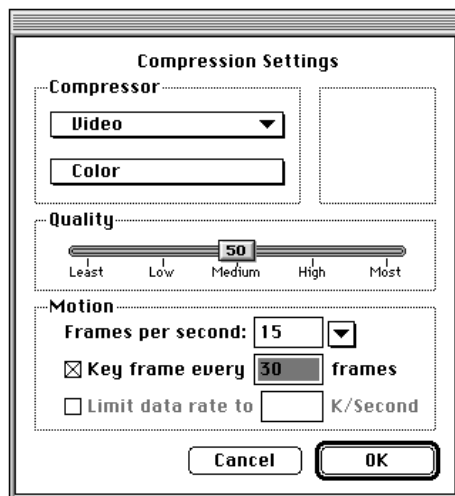 Compression Settings
Compressor
Video
Color
Quality
50
Least Low Medium High Most
Motion
Frames per second: 15
Key frame every 30 frames
Limit data rate to K/Second
Cancel OK